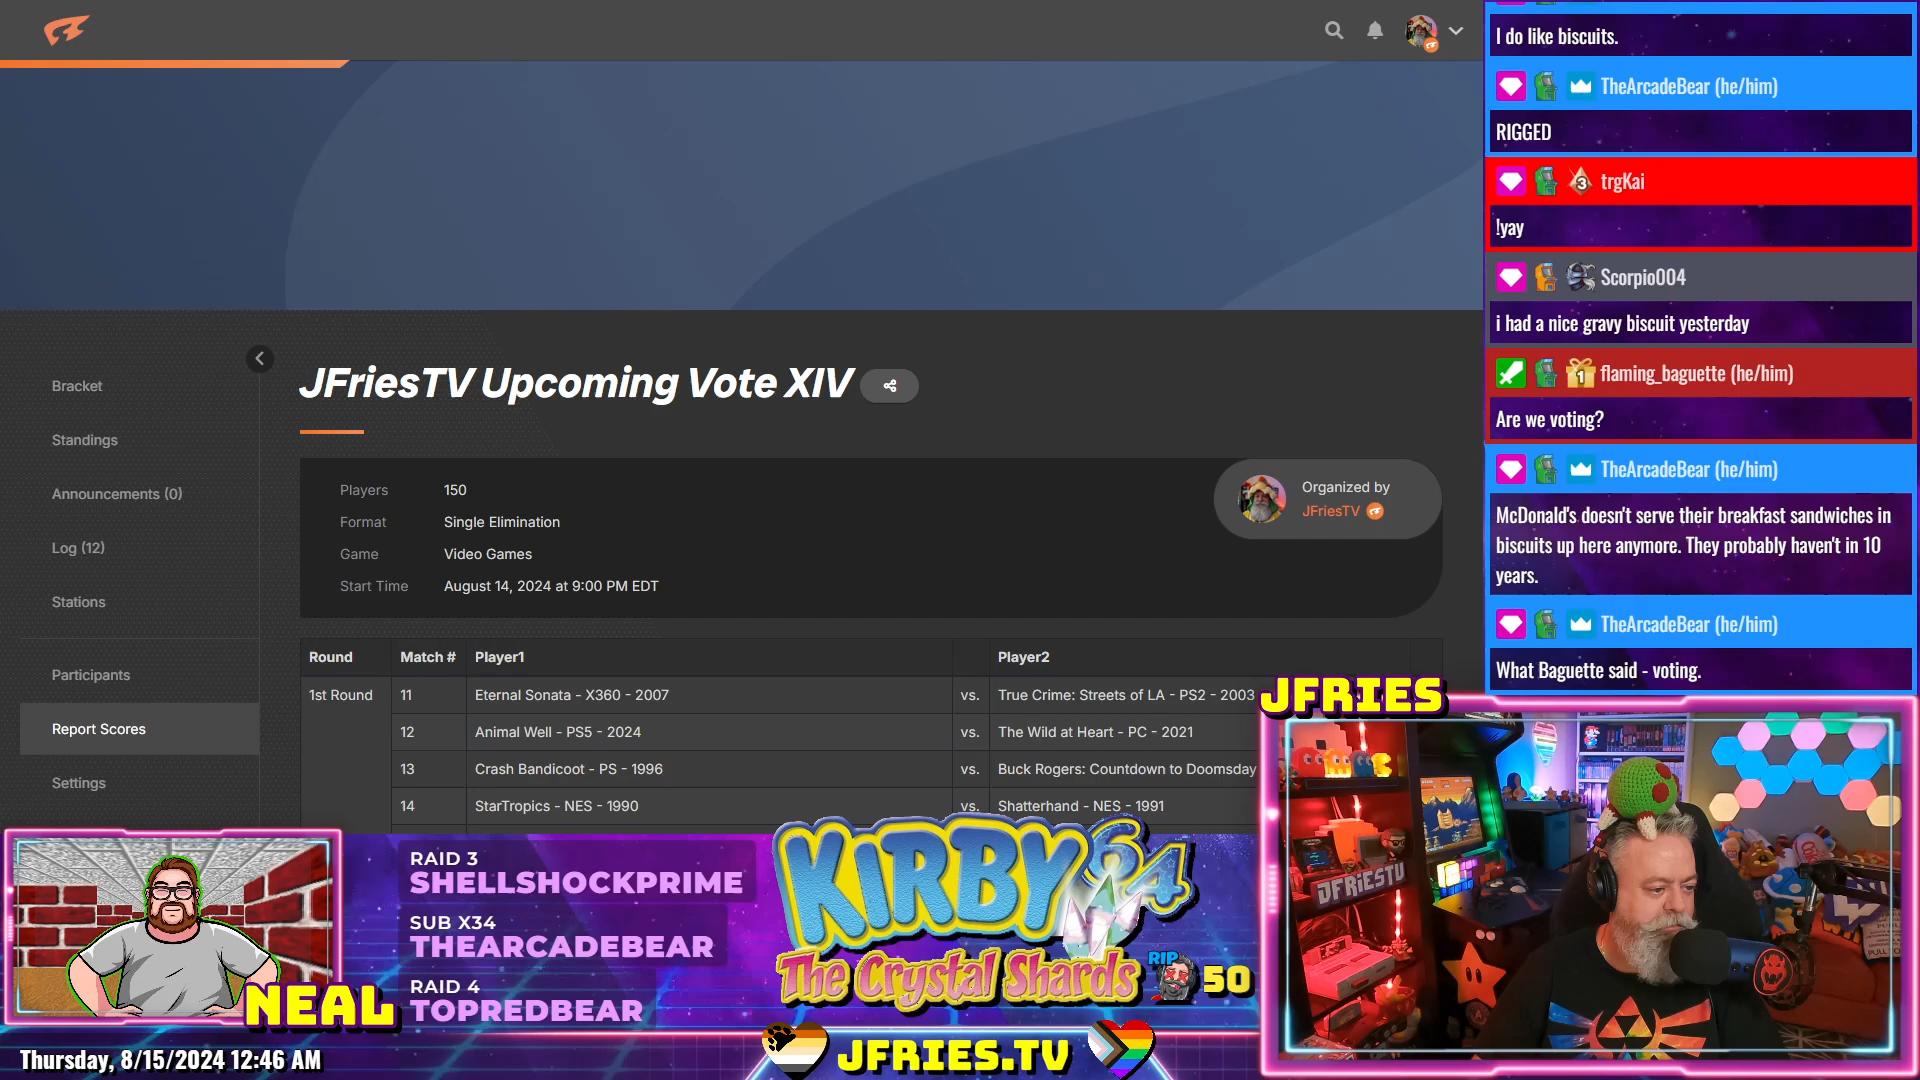 JFriesTV Upcoming Vote XIV
Bracket
Standings
Announcements (0)
Log (12)
Stations
Participants
Report Scores
Settings
Players 150
Format Single Elimination
Game Video Games
Start Time August 14, 2024 at 9:00 PM EDT
Organized by
JFriesTV
Round Match # Player1 Player2
1st Round 11 Eternal Sonata - X360 - 2007 vs. True Crime: Streets of LA - PS2 - 2003
12 Animal Well - PS5 - 2024 vs. The Wild at Heart - PC - 2021
13 Crash Bandicoot - PS - 1996 vs. Buck Rogers: Countdown to Doomsday
14 StarTropics - NES - 1990 vs. Shatterhand - NES - 1991
I do like biscuits.
TheArcadeBear (he/him)
RIGGED
3 trgKai
!yay
Scorpio004
i had a nice gravy biscuit yesterday
1 flaming_baguette (he/him)
Are we voting?
TheArcadeBear (he/him)
McDonald's doesn't serve their breakfast sandwiches in
biscuits up here anymore. They probably haven't in 10
years.
TheArcadeBear (he/him)
What Baguette said - voting.
JFRIES
JFRIESTV
NEAL
RAID 3
SHELLSHOCKPRIME
SUB X34
THEARCADEBEAR
RAID 4
TOPREDBEAR
KIRBY 64
The Crystal Shards
RIP 50
JFRIES.TV
Thursday, 8/15/2024 12:46 AM